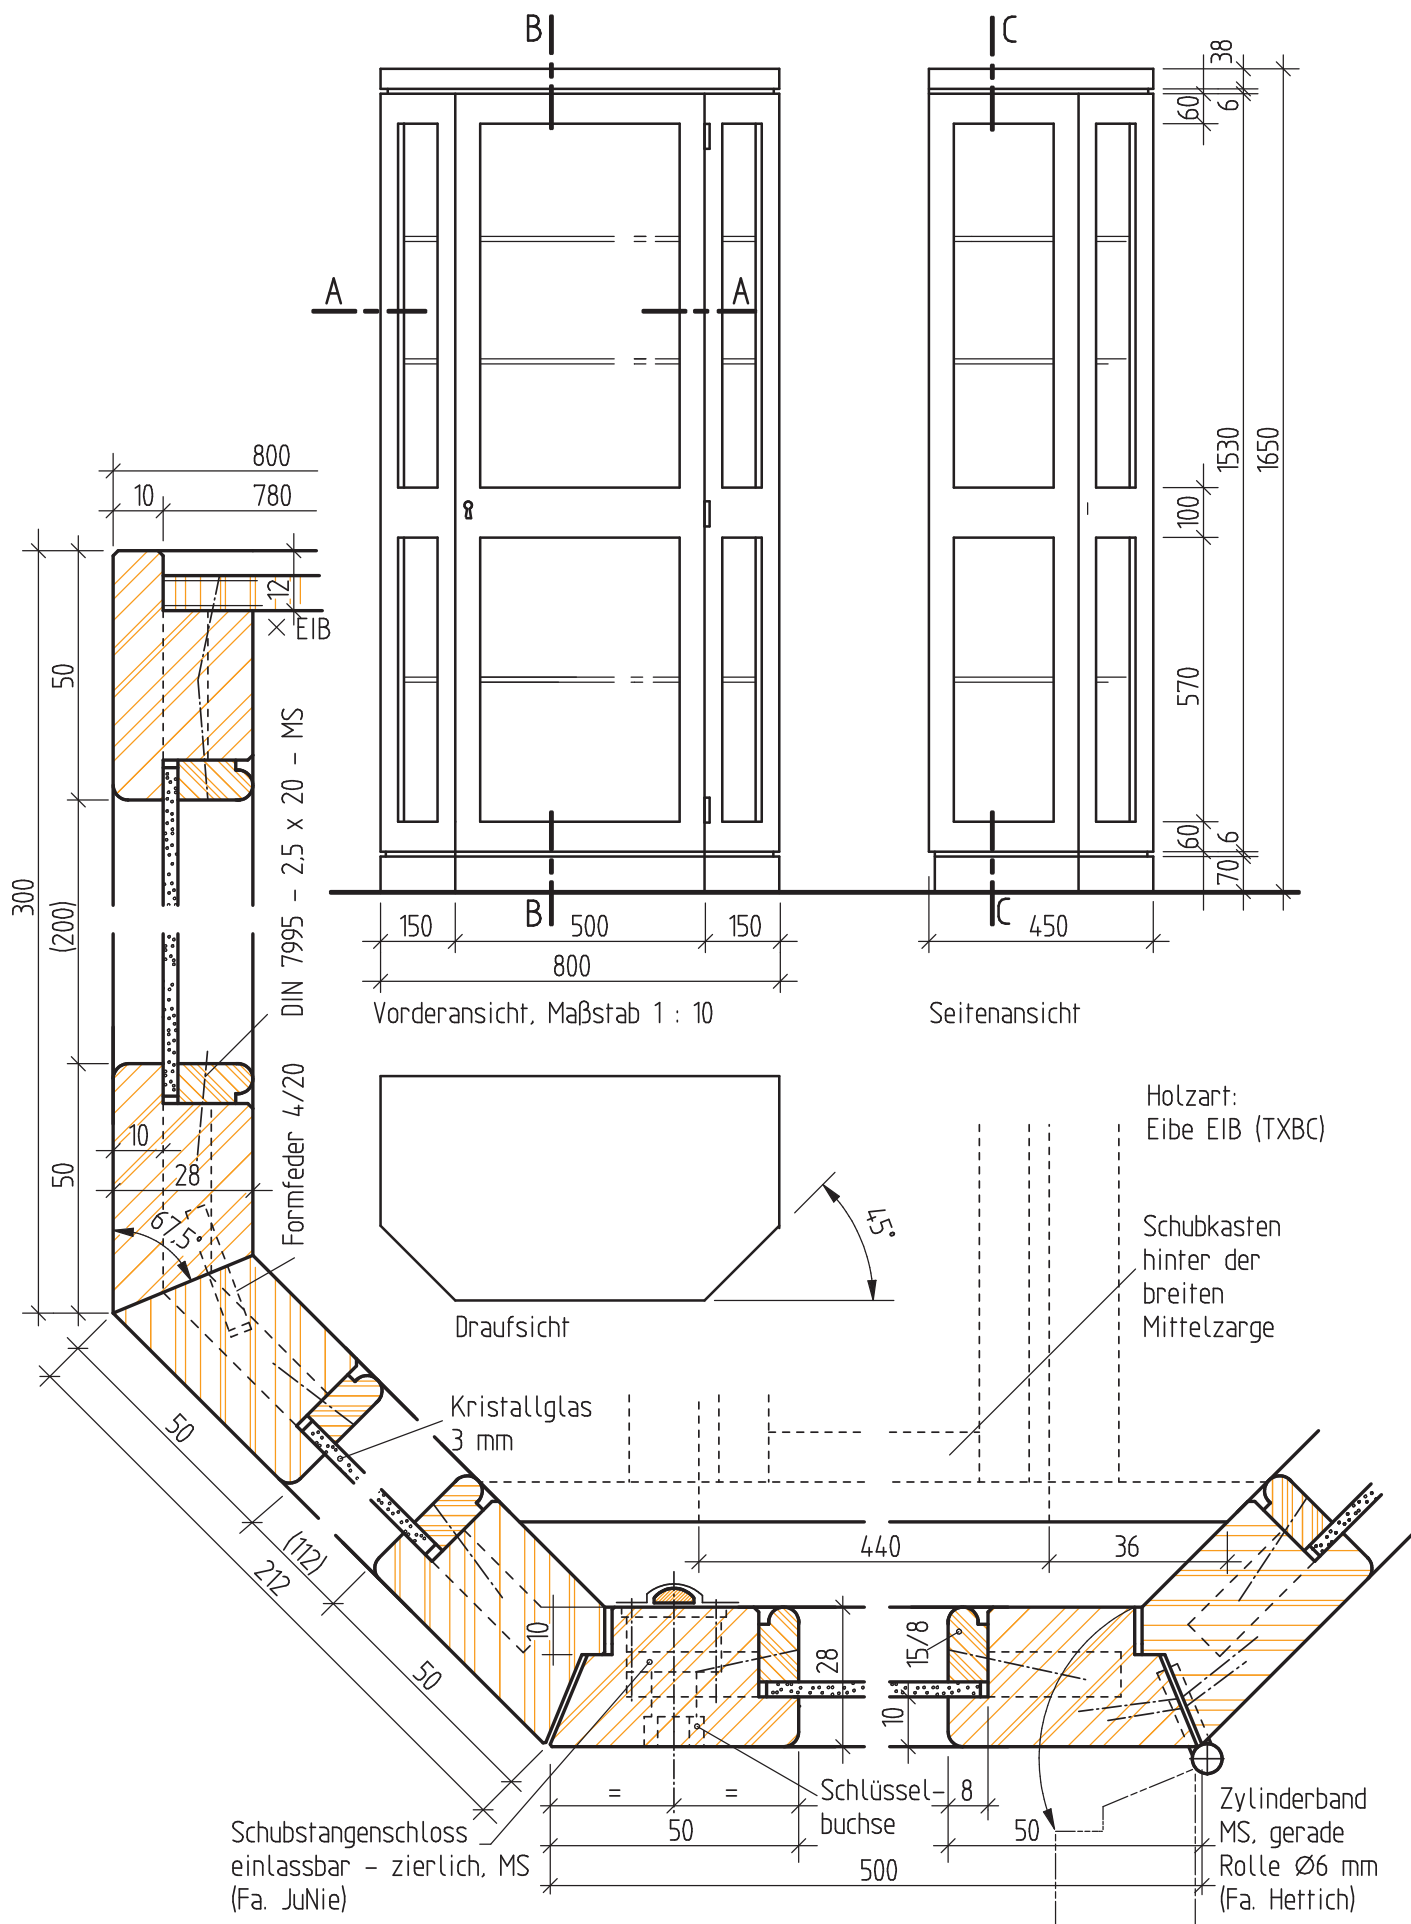 B
C
38
60
6
A
A
1530
1650
800
10
780
100
12
× EIB
50
DIN 7995 – 2,5 x 20 – MS
570
60
6
70
300
(200)
B
C
150
500
150
450
800
Vorderansicht, Maßstab 1 : 10
Seitenansicht
Formfeder 4/20
Holzart:
Eibe EIB (TXBC)
10
28
50
67,5°
45°
Schubkasten
hinter der
breiten
Mittelzarge
Draufsicht
Kristallglas
3 mm
50
(112)
212
50
440
36
10
28
15/8
10
= =
Schlüssel-
buchse
8
50
50
500
Schubstangenschloss
einlassbar – zierlich, MS
(Fa. JuNie)
Zylinderband
MS, gerade
Rolle Ø6 mm
(Fa. Hettich)